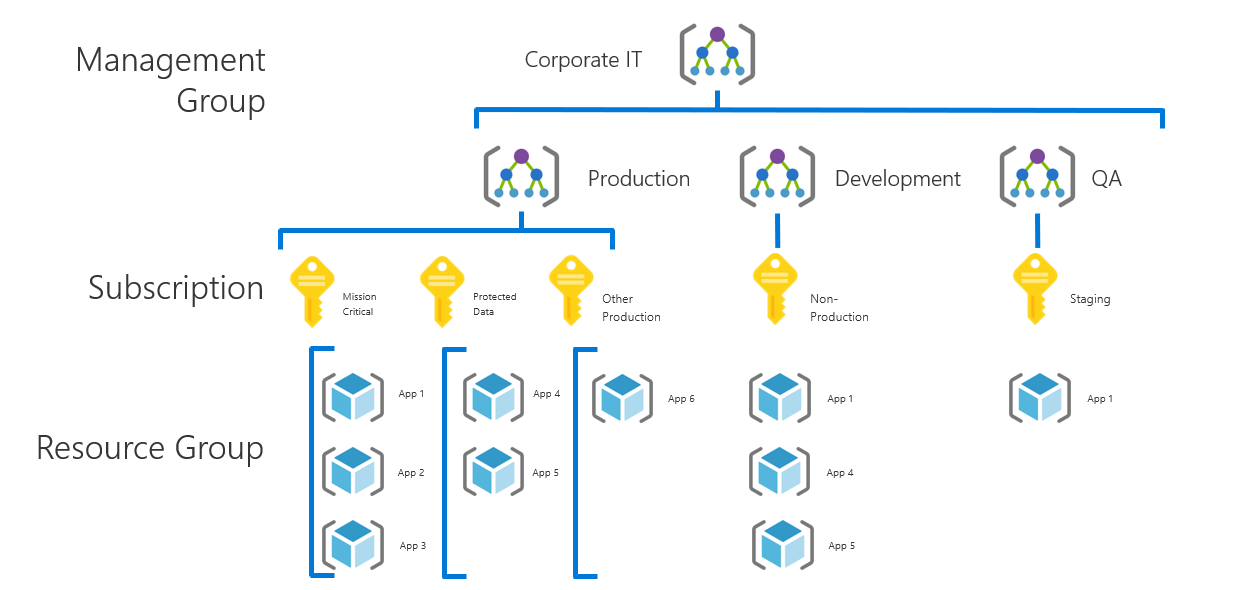 Management
Group
Corporate IT
Production
Development
QA
Subscription
Mission
Critical
Protected
Data
Other
Production
Non-
Production
Staging
Resource Group
App 1
App 4
App 6
App 1
App 1
App 2
App 5
App 4
App 3
App 5